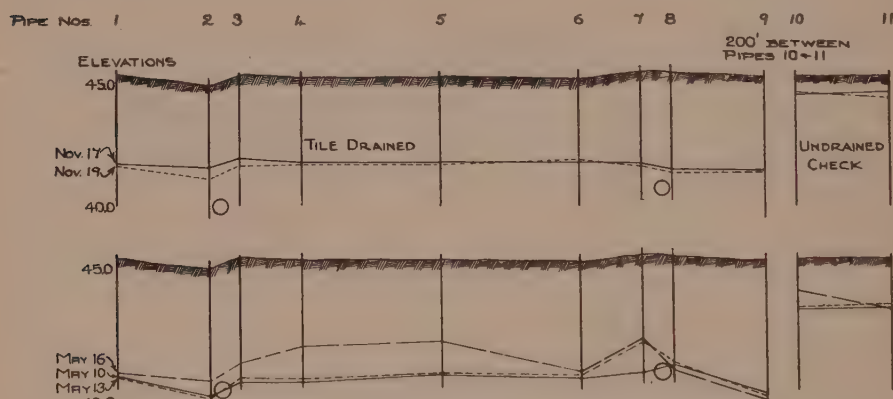 PIPE NOS. 1 2 3 4 5 6 7 8 9 10 11
200' BETWEEN
PIPES 10+11
ELEVATIONS
45.0
TILE DRAINED
UNDRAINED
CHECK
NOV. 17
NOV. 19
40.0
45.0
MAY 16
MAY 10
MAY 13